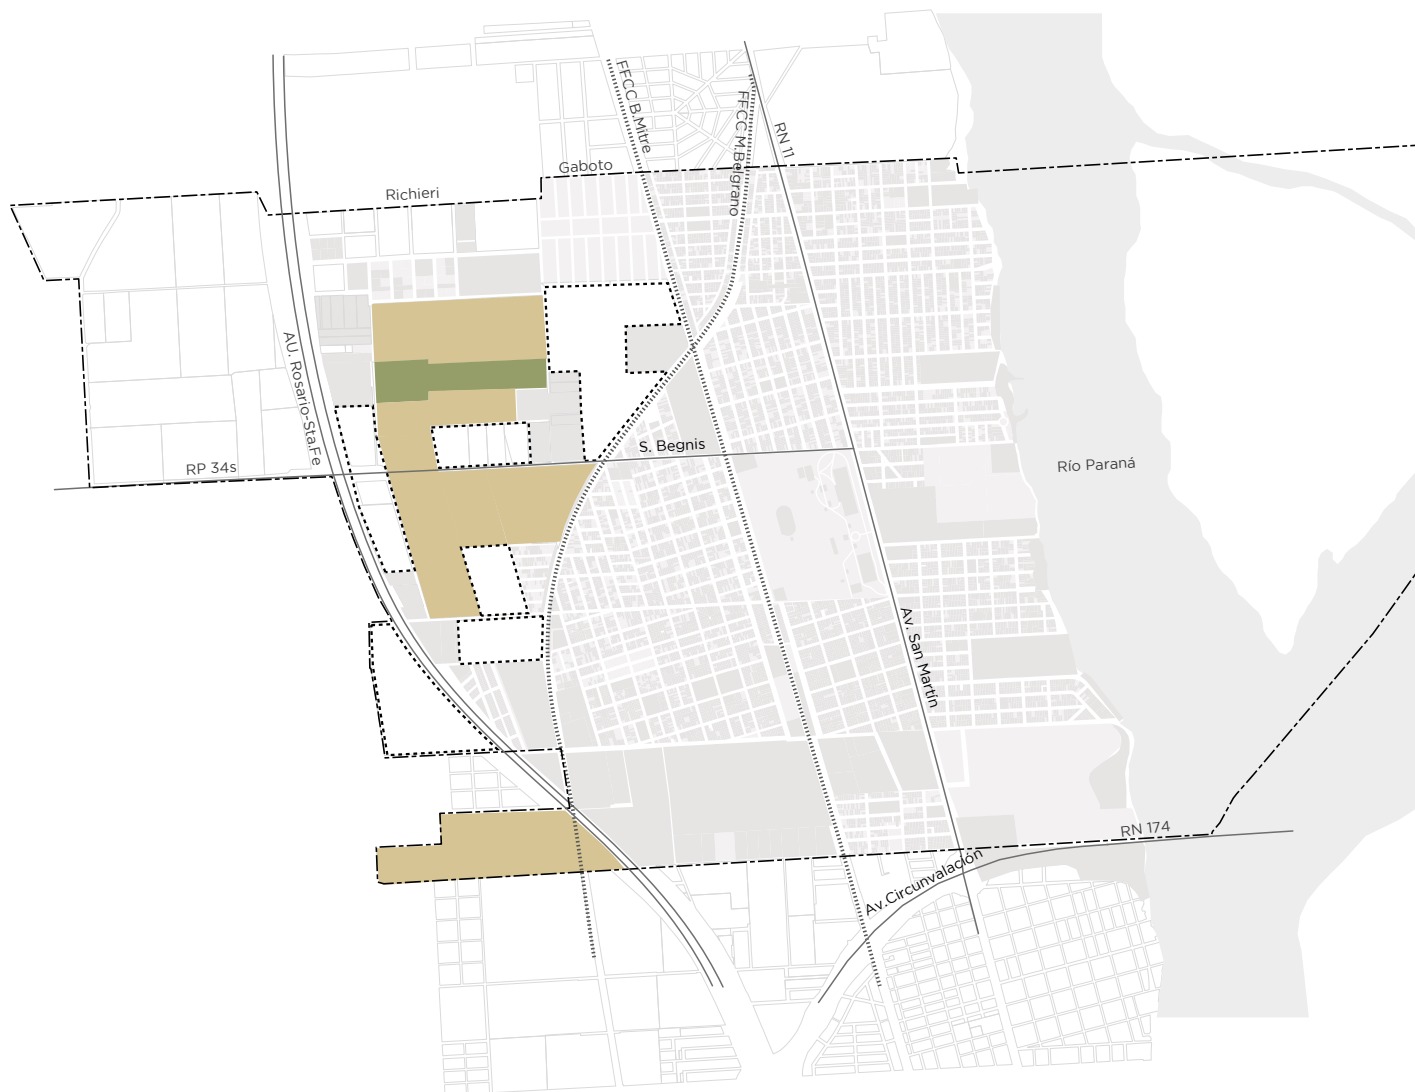 FFCC B.Mitre
FFCC M.Belgrano
RN 11
Gaboto
Richieri
AU. Rosario-Sta.Fe
S. Begnis
RP 34s
Río Paraná
Av. San Martín
RN 174
Av.Circunvalación